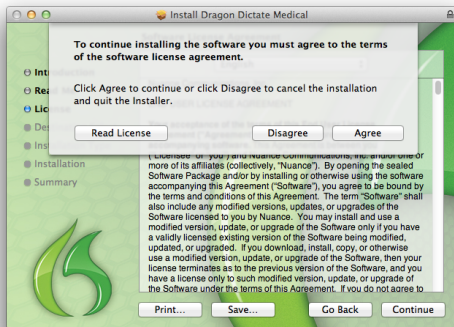 Install Dragon Dictate Medical
To continue installing the software you must agree to the terms
of the software license agreement.
Click Agree to continue or click Disagree to cancel the installation
and quit the Installer.
Read License
Disagree
Agree
Introduction
Read
License
Installation
Summary
("Licensee" or "you") and Nuance Communications, Inc. and/or one or
more of its affiliates (collectively, "Nuance"). By opening the sealed
Software Package and/or by installing or otherwise using the software
accompanying this Agreement ("Software"), you agree to be bound by
the terms and conditions of this Agreement. The term "Software" shall
also include any modified versions, updates, or upgrades of the
Software licensed to you by Nuance. You may install and use a
modified version, update, or upgrade of the Software only if you have
a validly licensed existing version of the Software being modified,
updated, or upgraded. If you download, install, copy, or otherwise
use a modified version, update, or upgrade of the Software, then your
license terminates as to the previous version of the Software, and you
have a license only to such modified version, update, or upgrade of
the Software under the terms of this Agreement. If you do not agree to
Print...
Save...
Go Back
Continue